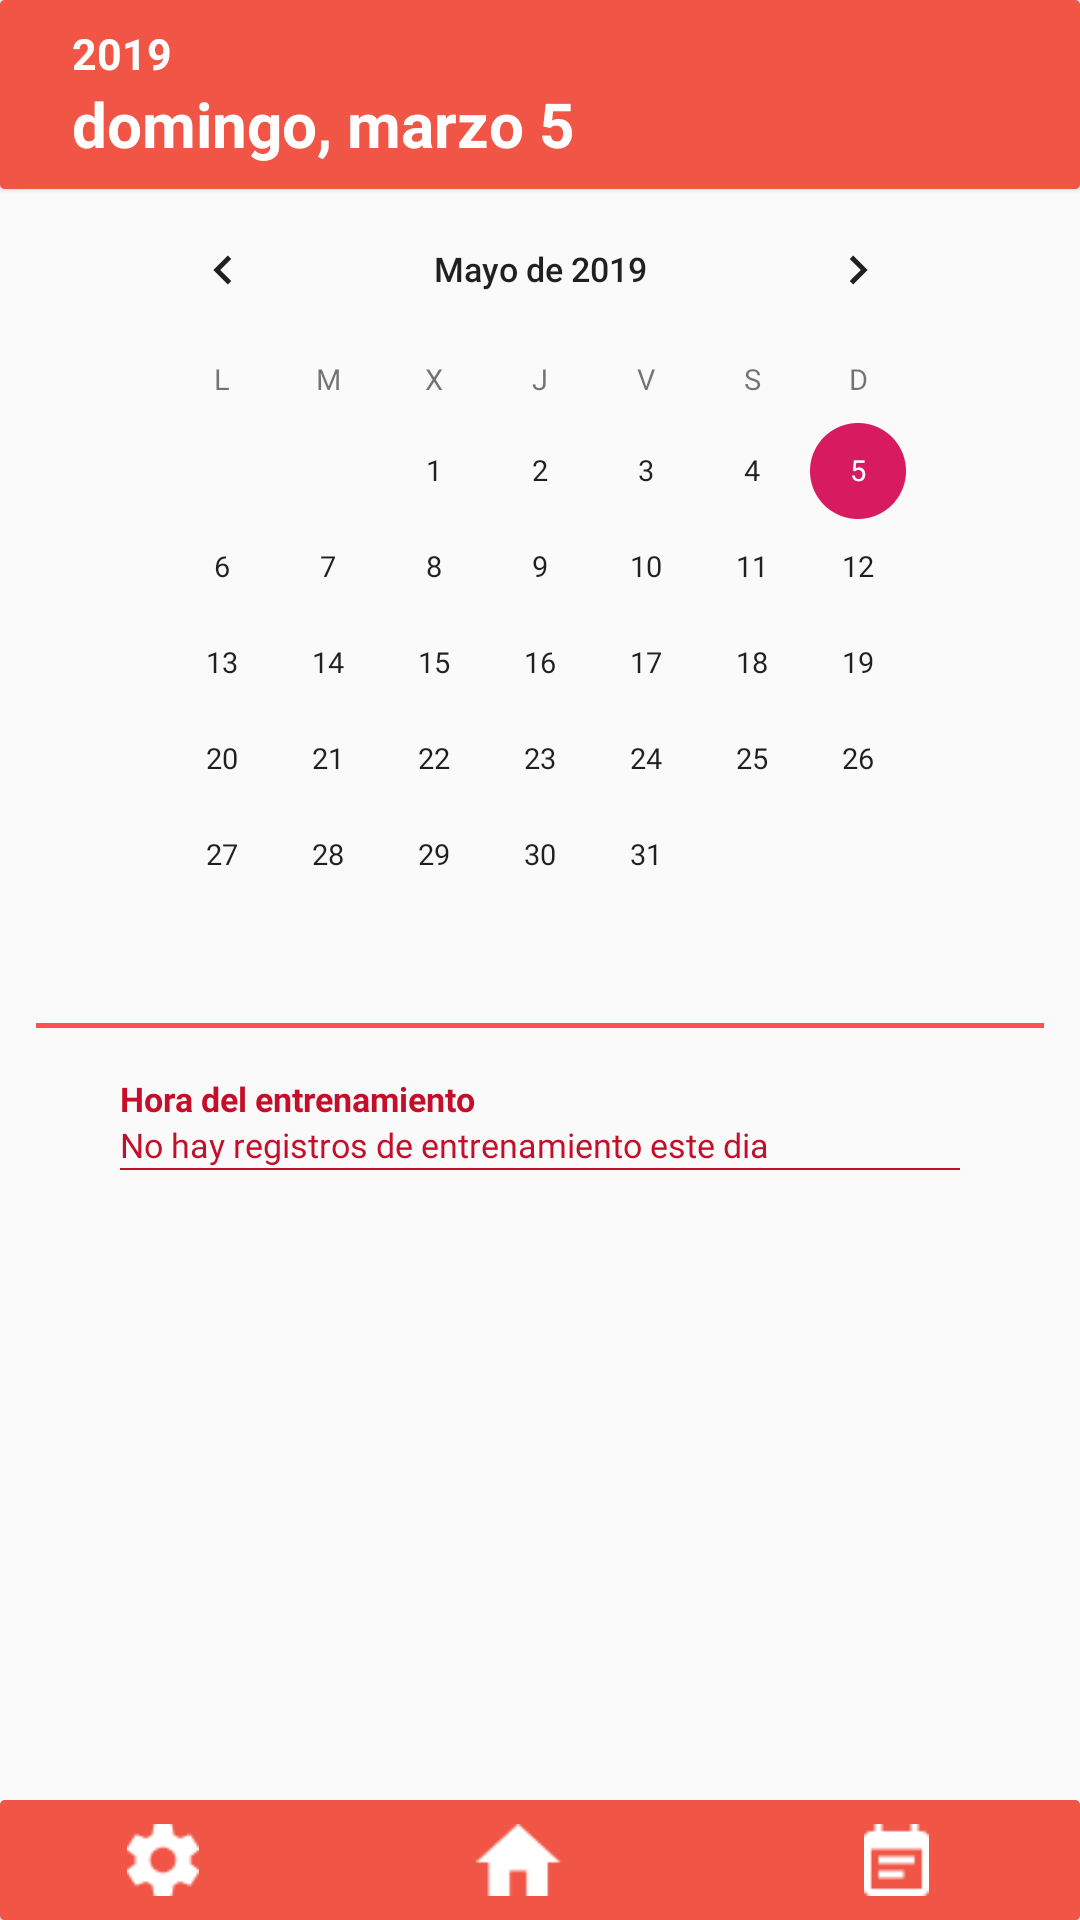 2019
domingo, marzo 5
Mayo de 2019
L M X J V S D
1 2 3 4 5
6 7 8 9 10 11 12
13 14 15 16 17 18 19
20 21 22 23 24 25 26
27 28 29 30 31
Hora del entrenamiento
No hay registros de entrenamiento este dia